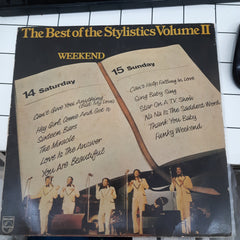 The Best of the Stylistics Volume II
WEEKEND
14 Saturday
Can't Give You Anything
(But My Love)
Hey Girl, Come And Get It
Sixteen Bars
The Miracle
Love Is The Answer
You Are Beautiful
15 Sunday
Can't Help Falling In Love
Sing Baby Sing
Star On A TV Show
Na Na Is The Saddest Word
Thank You Baby
Funky Weekend